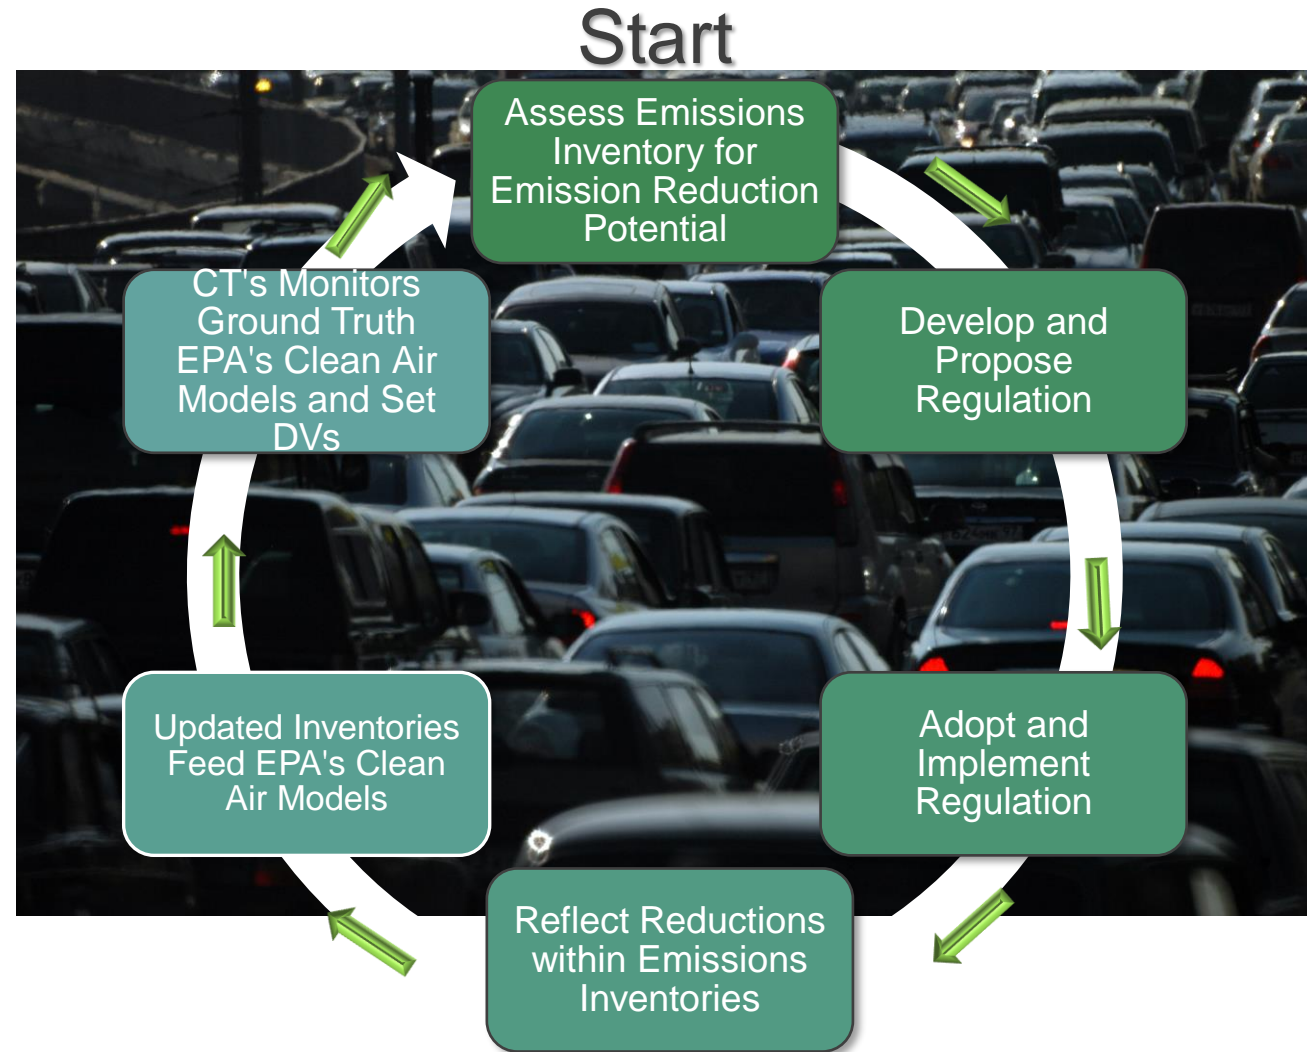 Start
Assess Emissions
Inventory for
Emission Reduction
Potential
Develop and
Propose
Regulation
Adopt and
Implement
Regulation
Reflect Reductions
within Emissions
Inventories
Updated Inventories
Feed EPA's Clean
Air Models
CT's Monitors
Ground Truth
EPA's Clean Air
Models and Set
DVs